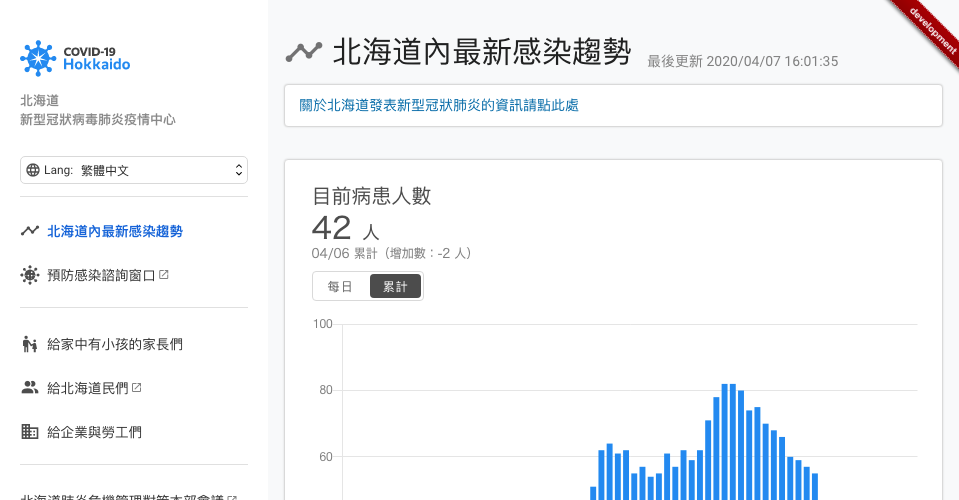 COVID-19
Hokkaido
北海道
新型冠狀病毒肺炎疫情中心
Lang: 繁體中文
北海道內最新感染趨勢
預防感染諮詢窗口
給家中有小孩的家長們
給北海道民們
給企業與勞工們
北海道肺炎危機管理對策本部會議
北海道內最新感染趨勢
最後更新 2020/04/07 16:01:35
development
關於北海道發表新型冠狀肺炎的資訊請點此處
目前病患人數
42 人
04/06 累計（增加數：-2 人）
每日 累計
100
80
60